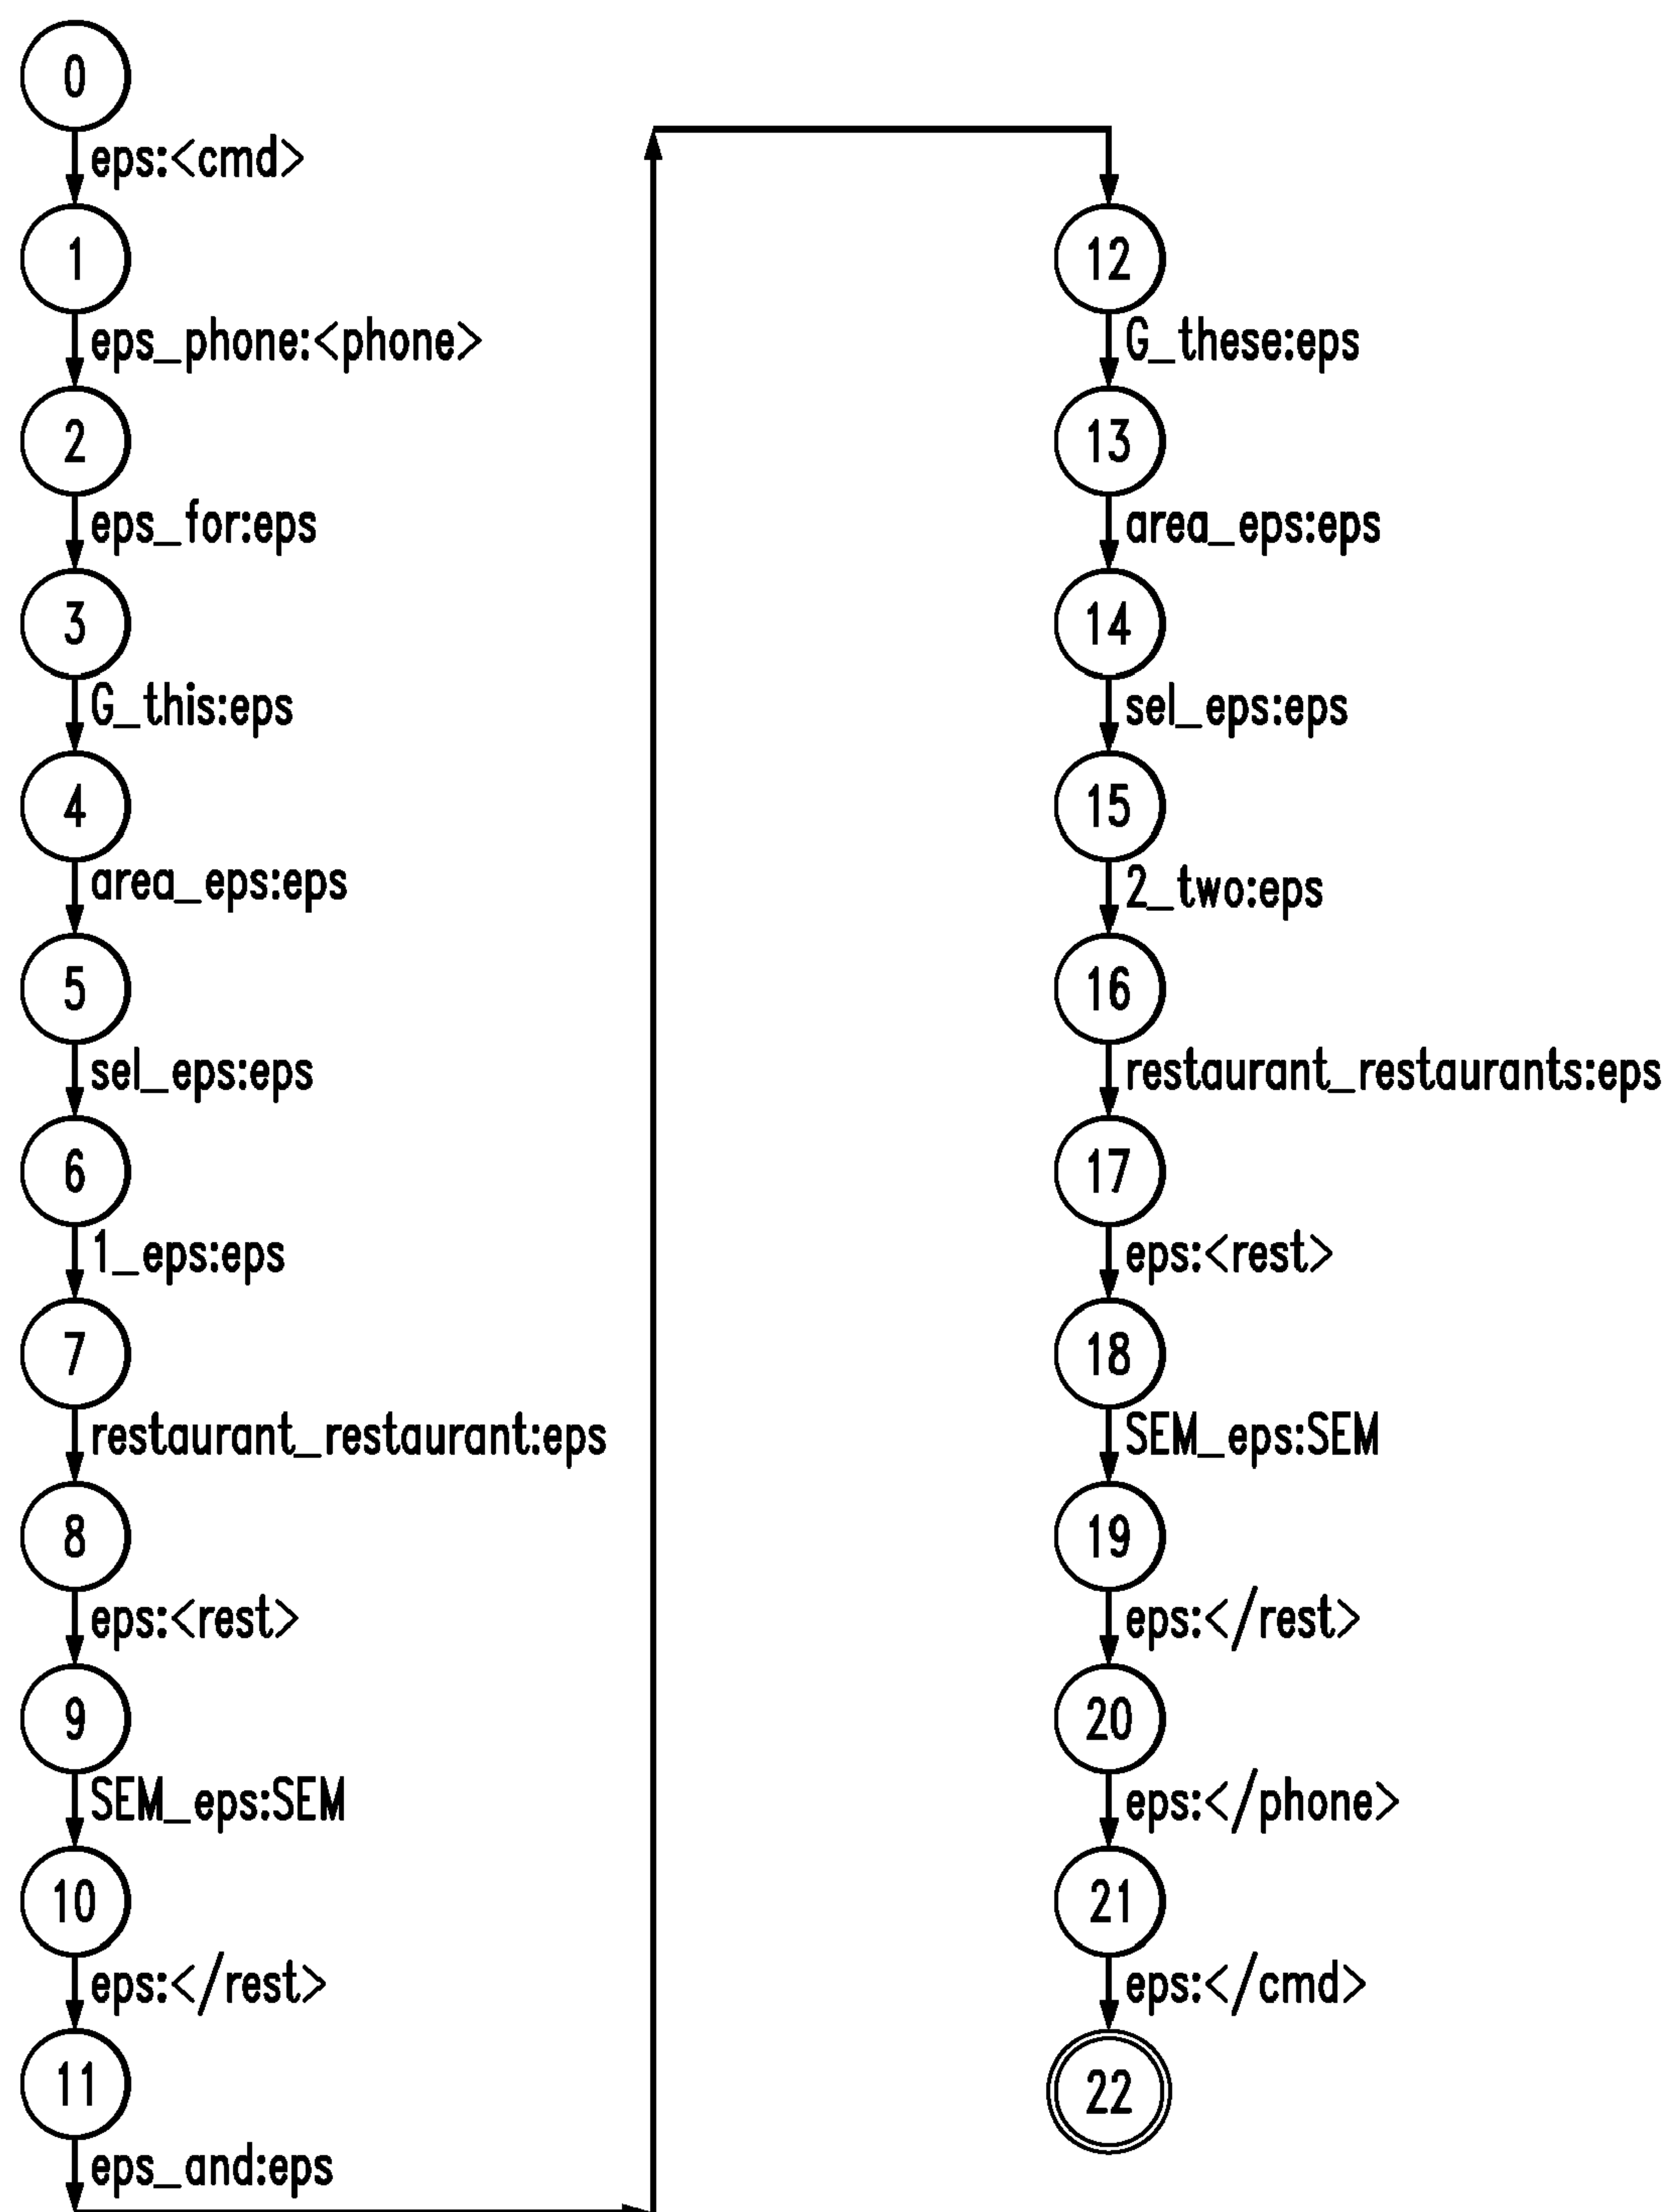 0
eps:<cmd>
1
eps_phone:<phone>
2
eps_for:eps
3
G_this:eps
4
area_eps:eps
5
sel_eps:eps
6
1_eps:eps
7
restaurant_restaurant:eps
8
eps:<rest>
9
SEM_eps:SEM
10
eps:</rest>
11
eps_and:eps
12
G_these:eps
13
area_eps:eps
14
sel_eps:eps
15
2_two:eps
16
restaurant_restaurants:eps
17
eps:<rest>
18
SEM_eps:SEM
19
eps:</rest>
20
eps:</phone>
21
eps:</cmd>
22